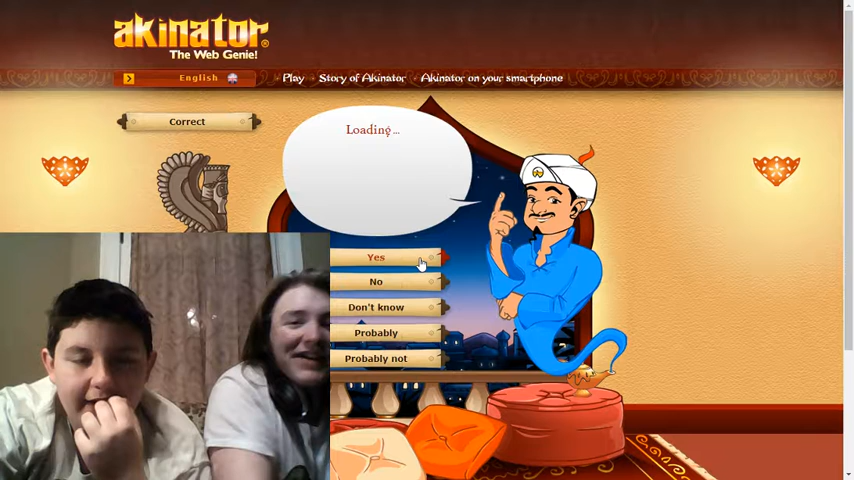 akinator®
The Web Genie!
English
Play
Story of Akinator
Akinator on your smartphone
Correct
Loading ...
Yes
No
Don't know
Probably
Probably not